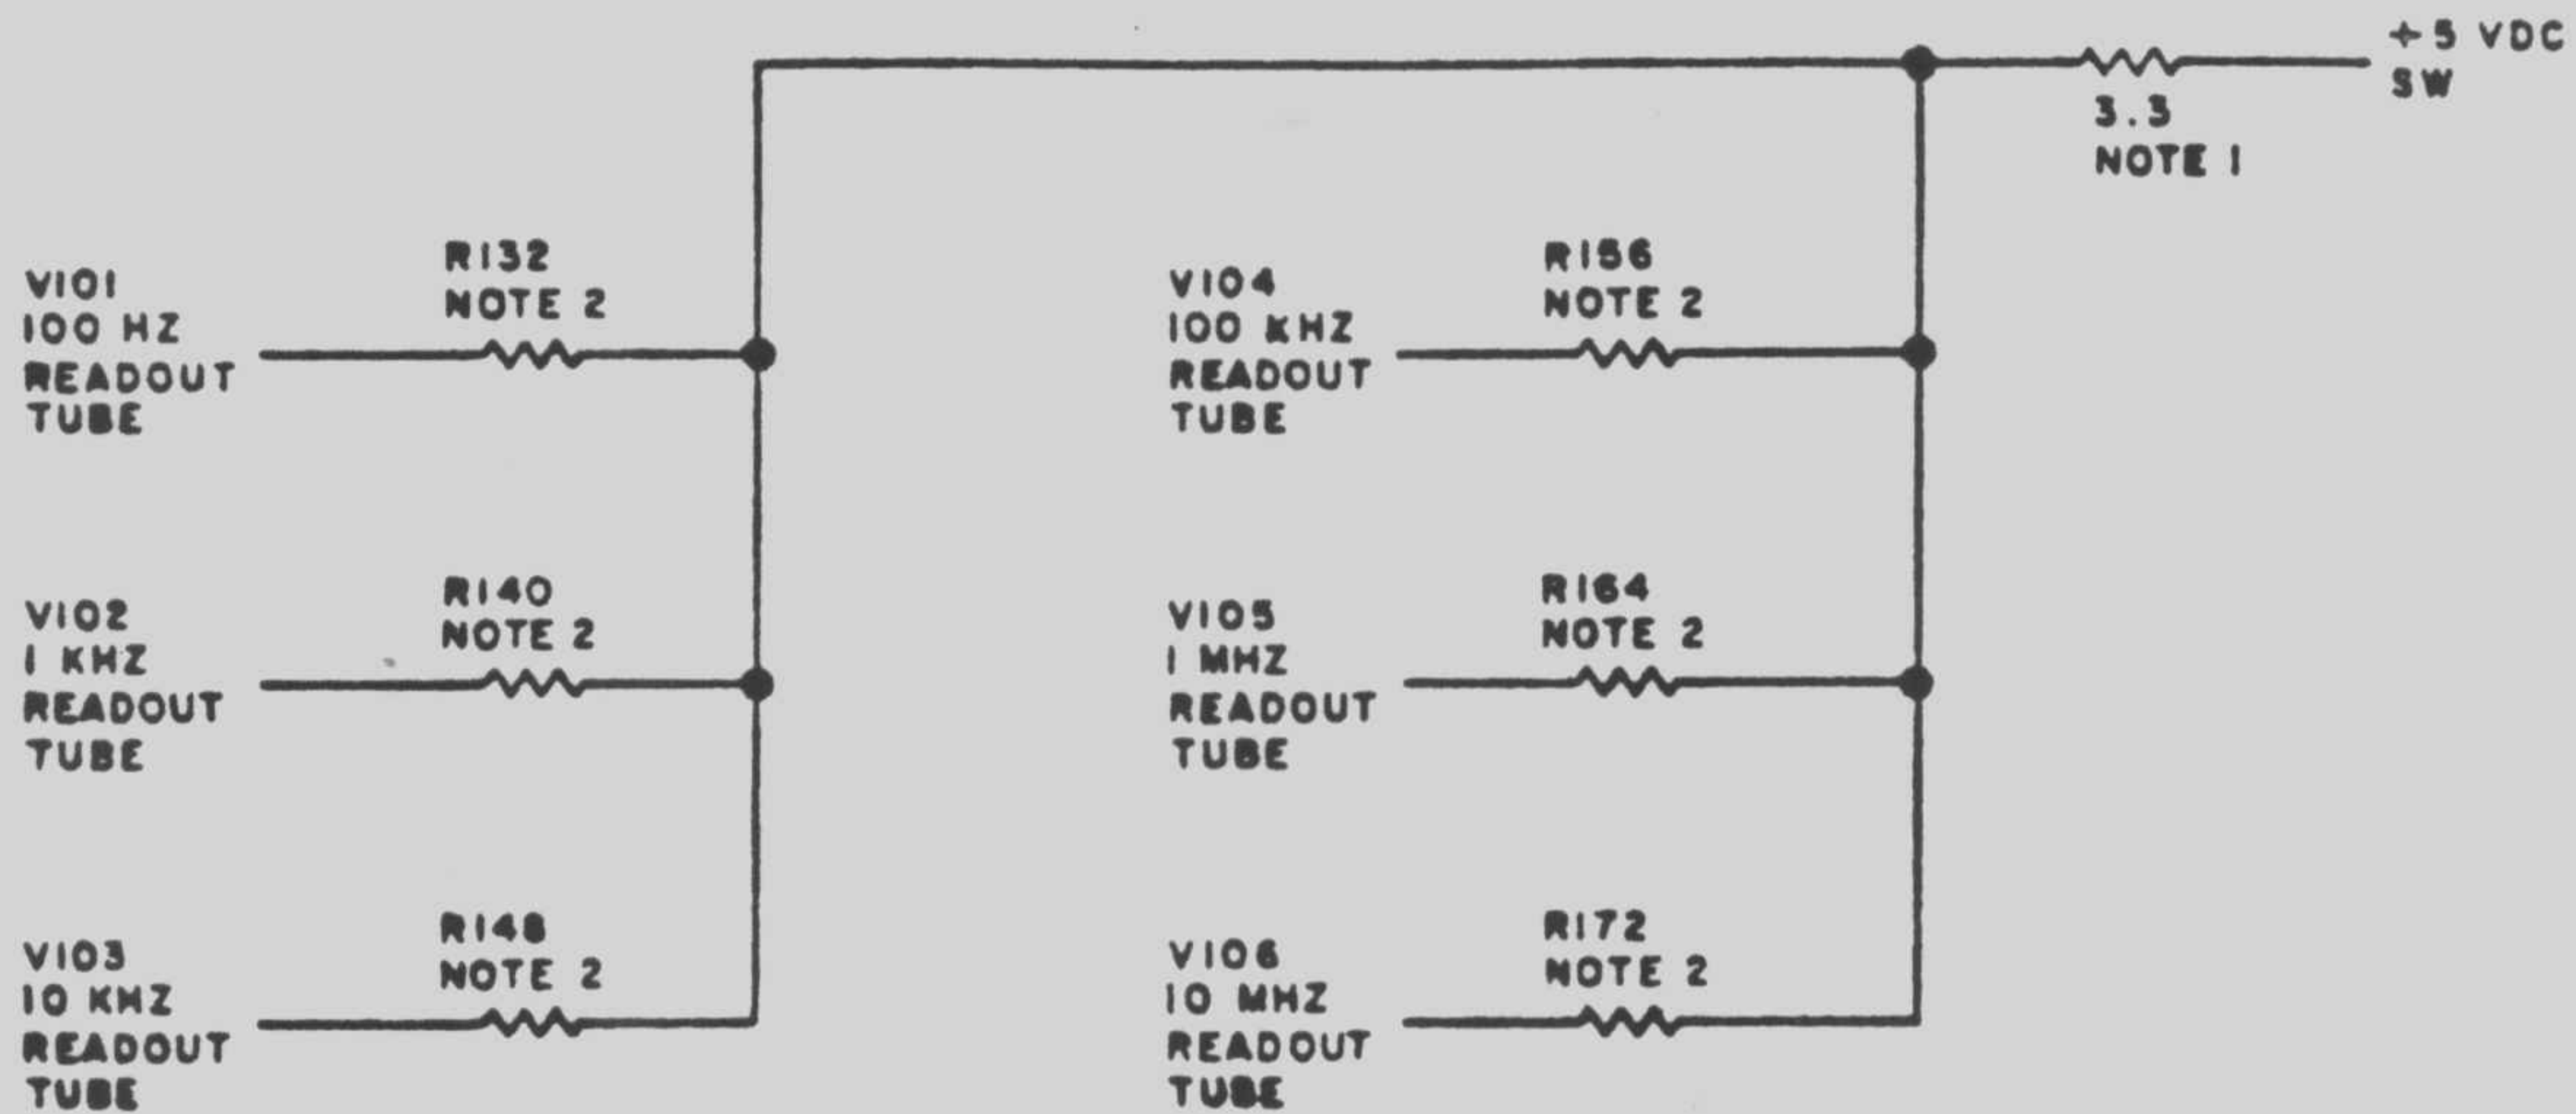 +5 VDC
SW
3.3
NOTE 1
R132
NOTE 2
V101
100 HZ
READOUT
TUBE
R156
NOTE 2
V104
100 KHZ
READOUT
TUBE
R140
NOTE 2
V102
1 KHZ
READOUT
TUBE
R164
NOTE 2
V105
1 MHZ
READOUT
TUBE
R148
NOTE 2
V103
10 KHZ
READOUT
TUBE
R172
NOTE 2
V106
10 MHZ
READOUT
TUBE